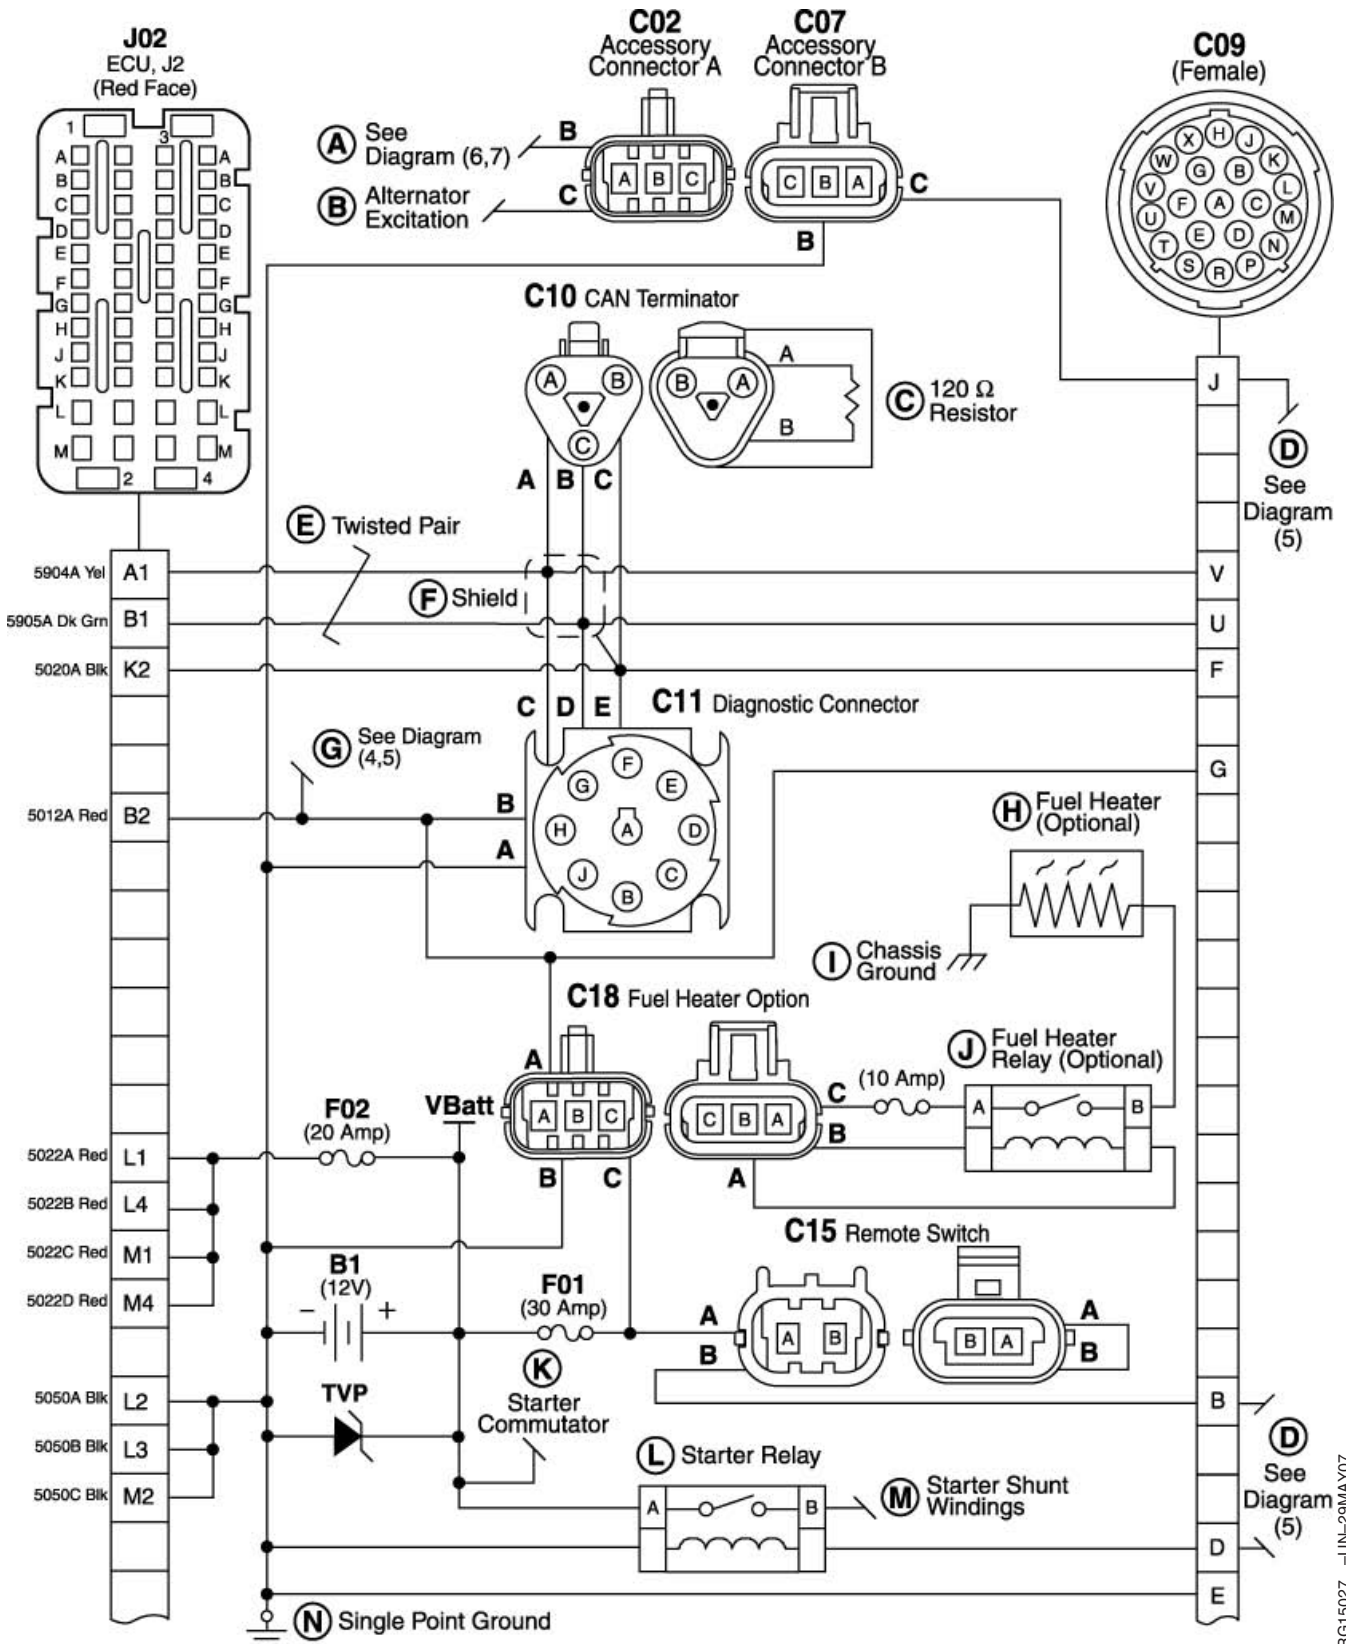 J02
ECU, J2
(Red Face)
1
3
A
B
C
D
E
F
G
H
J
K
L
M
A
B
C
D
E
F
G
H
J
K
L
M
2
4
C02
Accessory
Connector A
C07
Accessory
Connector B
C09
(Female)
A See
Diagram (6,7)
B
B Alternator
Excitation
C
A B C
C B A
C
B
X H J
W G B K
V L
U F A C M
T E D N
S R P
C10 CAN Terminator
A B
C
B A
A
B
C 120 Ω
Resistor
A B C
J
D
See
Diagram
(5)
E Twisted Pair
F Shield
5904A Yel A1
V
5905A Dk Grn B1
U
5020A Blk K2
F
C D E
C11 Diagnostic Connector
G See Diagram
(4,5)
G
5012A Red B2
B
A
F
G E
H A D
J C
B
H Fuel Heater
(Optional)
I Chassis
Ground
C18 Fuel Heater Option
A
A B C
B C
C B A
C
B
A
(10 Amp)
J Fuel Heater
Relay (Optional)
A B
F02
(20 Amp)
VBatt
5022A Red L1
5022B Red L4
5022C Red M1
5022D Red M4
B1
(12V)
− +
F01
(30 Amp)
C15 Remote Switch
A
B
A B
B A
A
B
K
Starter
Commutator
5050A Blk L2
TVP
B
5050B Blk L3
5050C Blk M2
L Starter Relay
A B
M Starter Shunt
Windings
D
See
Diagram
(5)
D
E
N Single Point Ground
RG15027 –UN–29MAY07